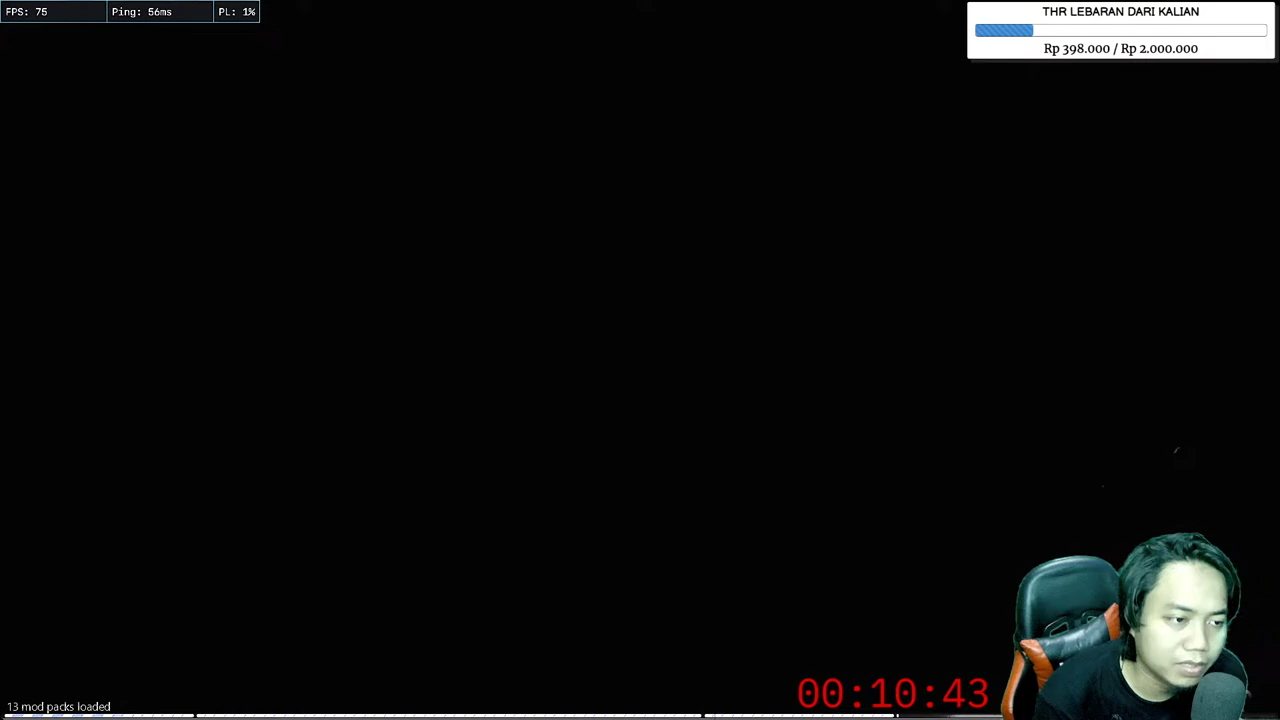 FPS: 75 Ping: 56ms PL: 1%
THR LEBARAN DARI KALIAN
Rp 398.000 / Rp 2.000.000
00:10:43
13 mod packs loaded